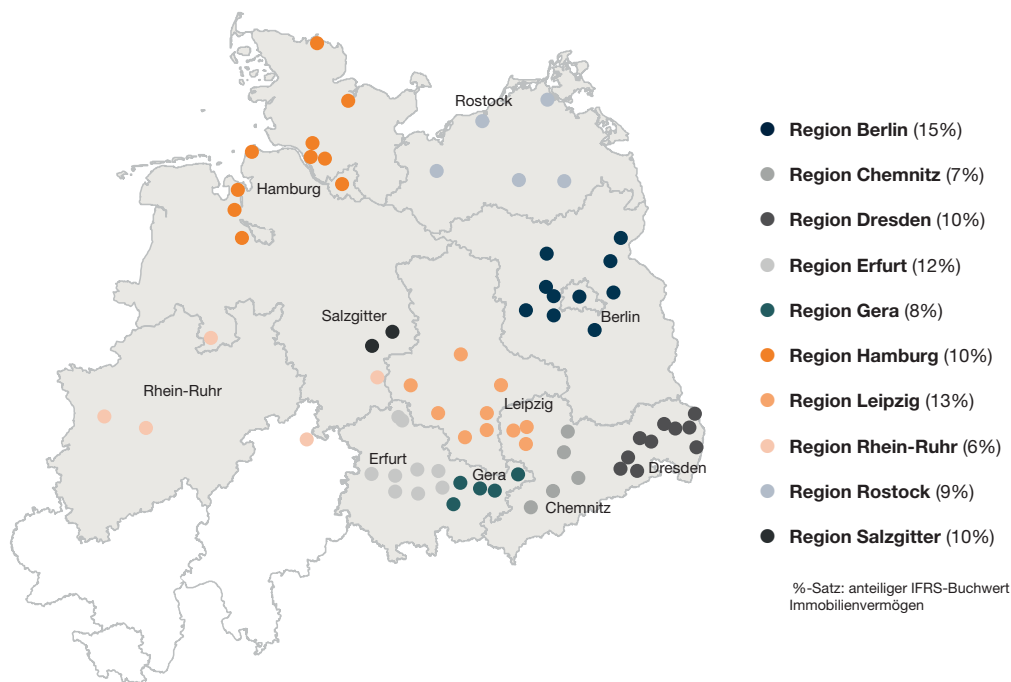 Rostock
Hamburg
Salzgitter
Berlin
Rhein-Ruhr
Leipzig
Erfurt
Gera
Dresden
Chemnitz
Region Berlin (15%)
Region Chemnitz (7%)
Region Dresden (10%)
Region Erfurt (12%)
Region Gera (8%)
Region Hamburg (10%)
Region Leipzig (13%)
Region Rhein-Ruhr (6%)
Region Rostock (9%)
Region Salzgitter (10%)
%-Satz: anteiliger IFRS-Buchwert
Immobilienvermögen